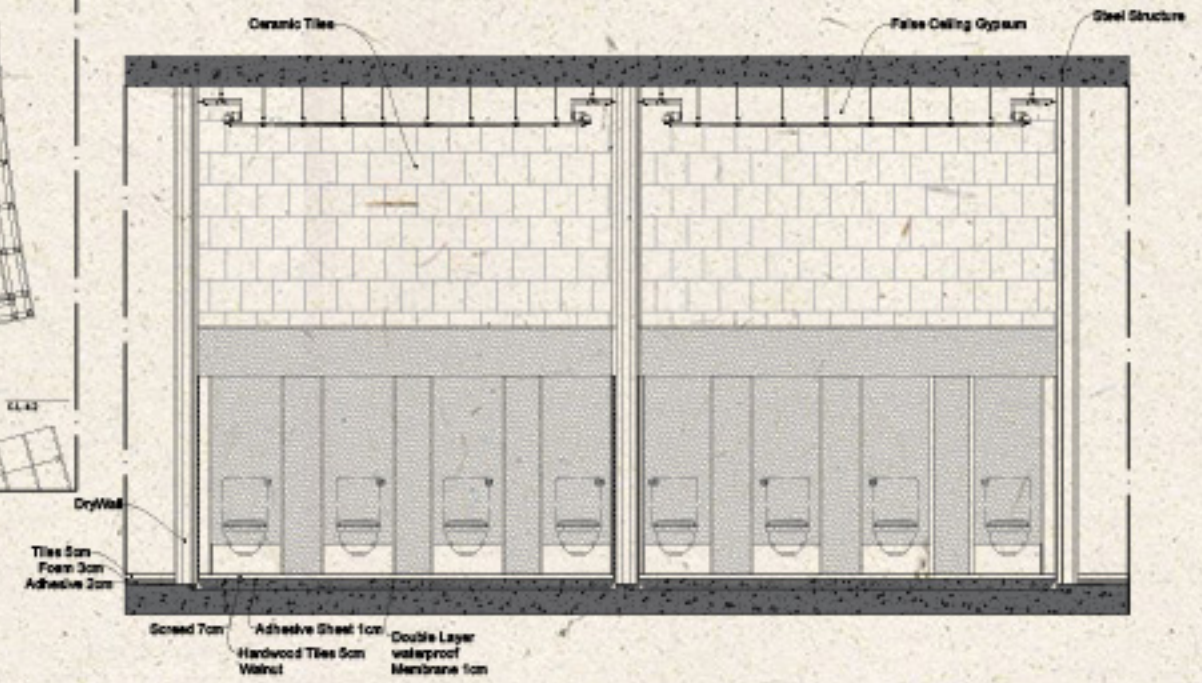 Ceramic Tiles
False Ceiling Gypsum
Steel Structure
DryWall
Tiles 5cm
Foam 3cm
Adhesive 2cm
Screed 7cm
Adhesive Sheet 1cm
Hardwood Tiles 5cm
Walnut
Double Layer
waterproof
Membrane 1cm